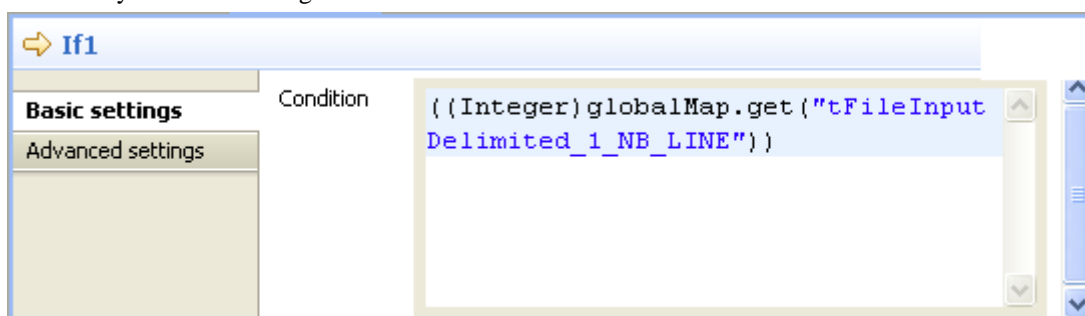 If1
Basic settings
Advanced settings
Condition
((Integer)globalMap.get("tFileInput
Delimited_1_NB_LINE"))